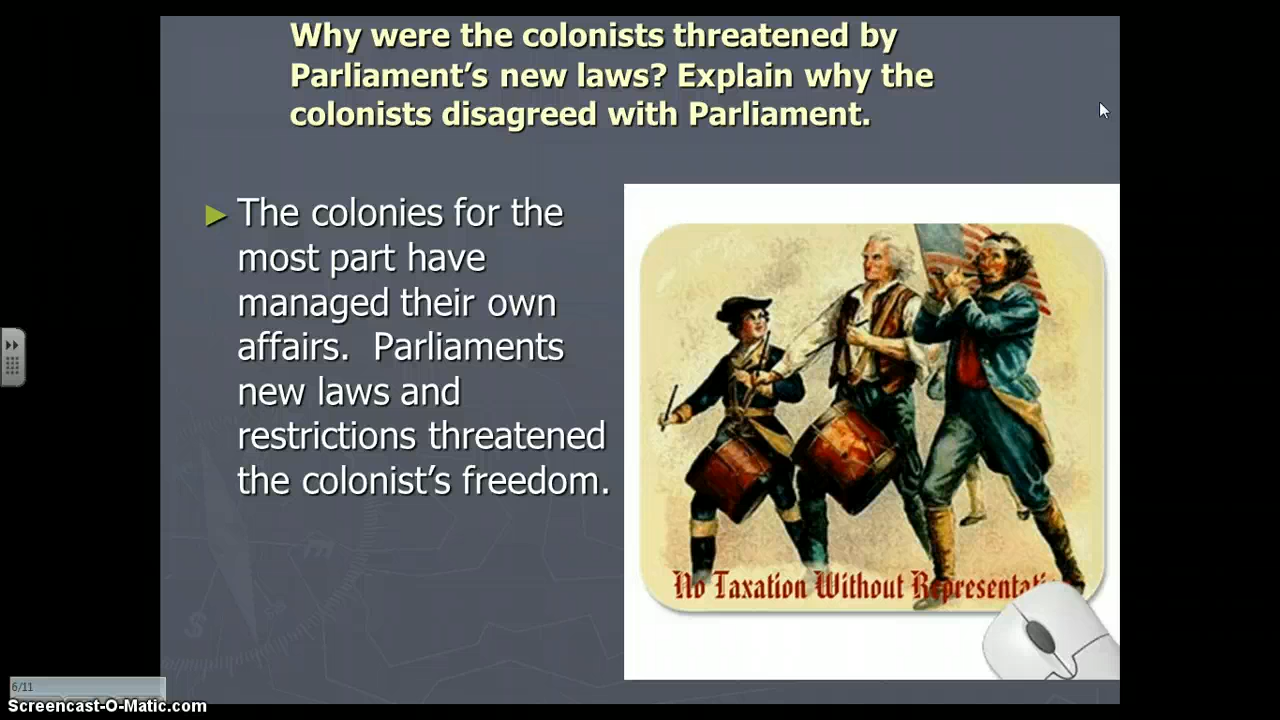 Why were the colonists threatened by
Parliament’s new laws? Explain why the
colonists disagreed with Parliament.
The colonies for the
most part have
managed their own
affairs.  Parliaments
new laws and
restrictions threatened
the colonist’s freedom.
No Taxation Without Representati
6/11
Screencast-O-Matic.com